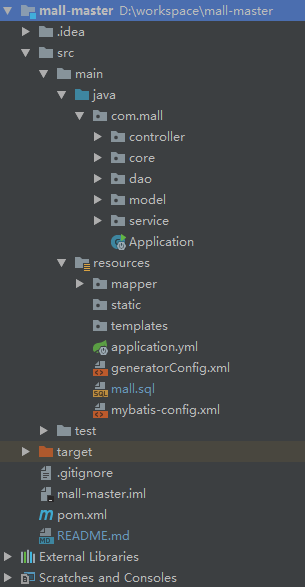 mall-master D:\workspace\mall-master
.idea
src
main
java
com.mall
controller
core
dao
model
service
Application
resources
mapper
static
templates
application.yml
generatorConfig.xml
mall.sql
mybatis-config.xml
test
target
.gitignore
mall-master.iml
pom.xml
README.md
External Libraries
Scratches and Consoles